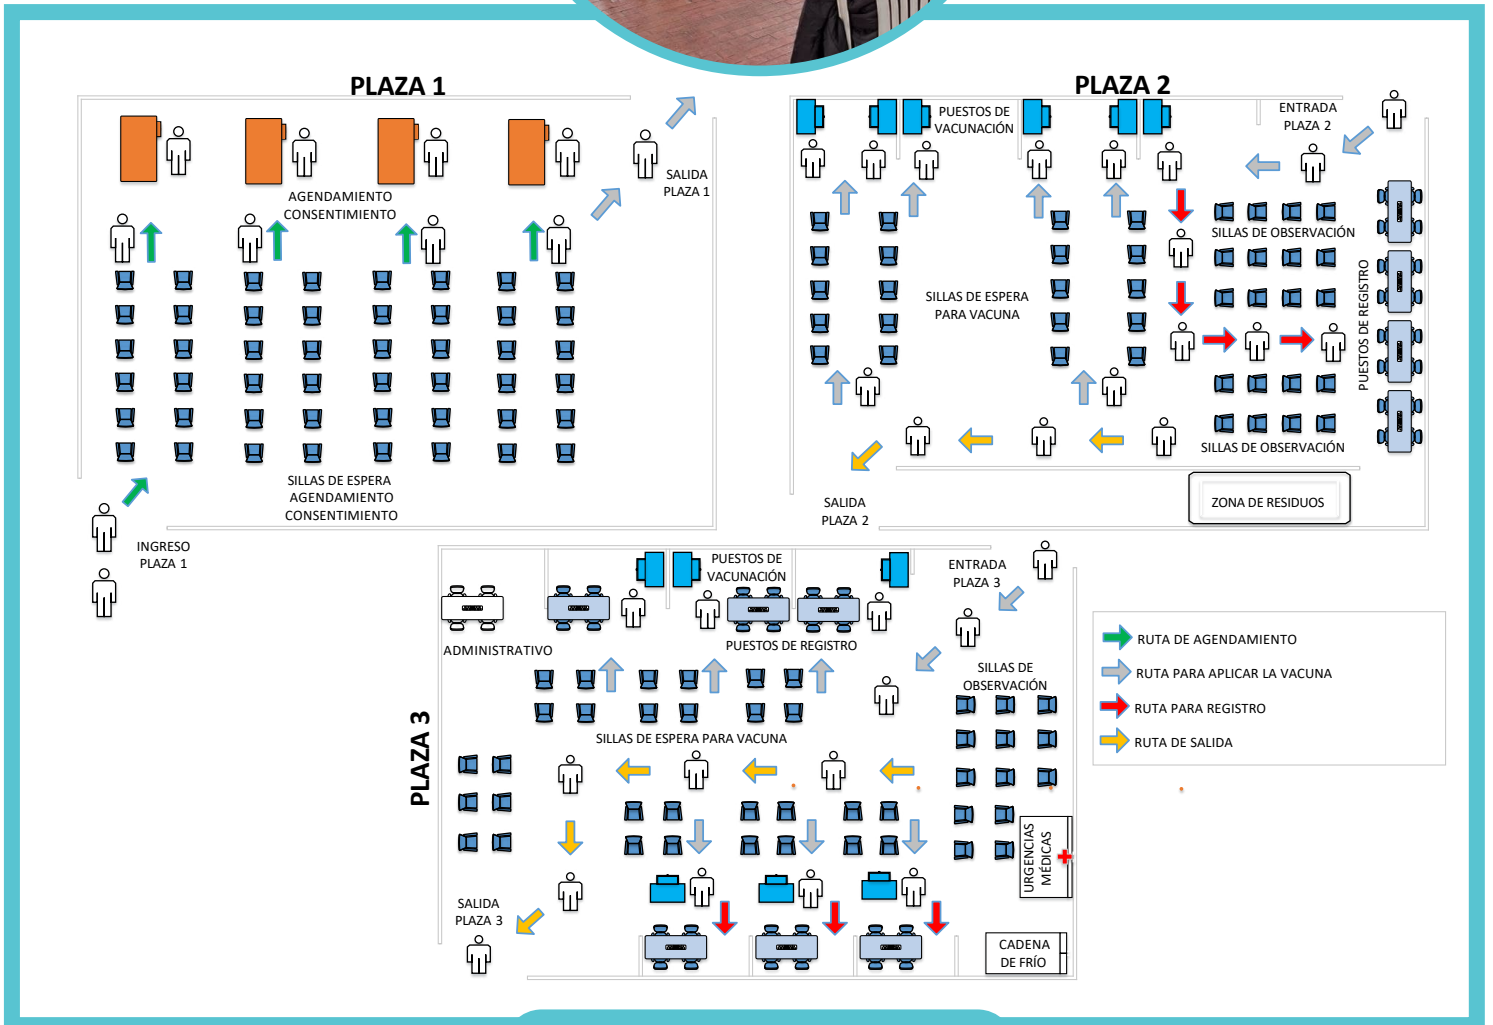 PLAZA 1
AGENDAMIENTO
CONSENTIMIENTO
SALIDA
PLAZA 1
SILLAS DE ESPERA
AGENDAMIENTO
CONSENTIMIENTO
INGRESO
PLAZA 1
PLAZA 2
PUESTOS DE
VACUNACIÓN
ENTRADA
PLAZA 2
SILLAS DE OBSERVACIÓN
PUESTOS DE REGISTRO
SILLAS DE ESPERA
PARA VACUNA
SILLAS DE OBSERVACIÓN
SALIDA
PLAZA 2
ZONA DE RESIDUOS
PLAZA 3
PUESTOS DE
VACUNACIÓN
ENTRADA
PLAZA 3
ADMINISTRATIVO
PUESTOS DE REGISTRO
SILLAS DE
OBSERVACIÓN
SILLAS DE ESPERA PARA VACUNA
URGENCIAS
MÉDICAS
SALIDA
PLAZA 3
CADENA
DE FRÍO
RUTA DE AGENDAMIENTO
RUTA PARA APLICAR LA VACUNA
RUTA PARA REGISTRO
RUTA DE SALIDA